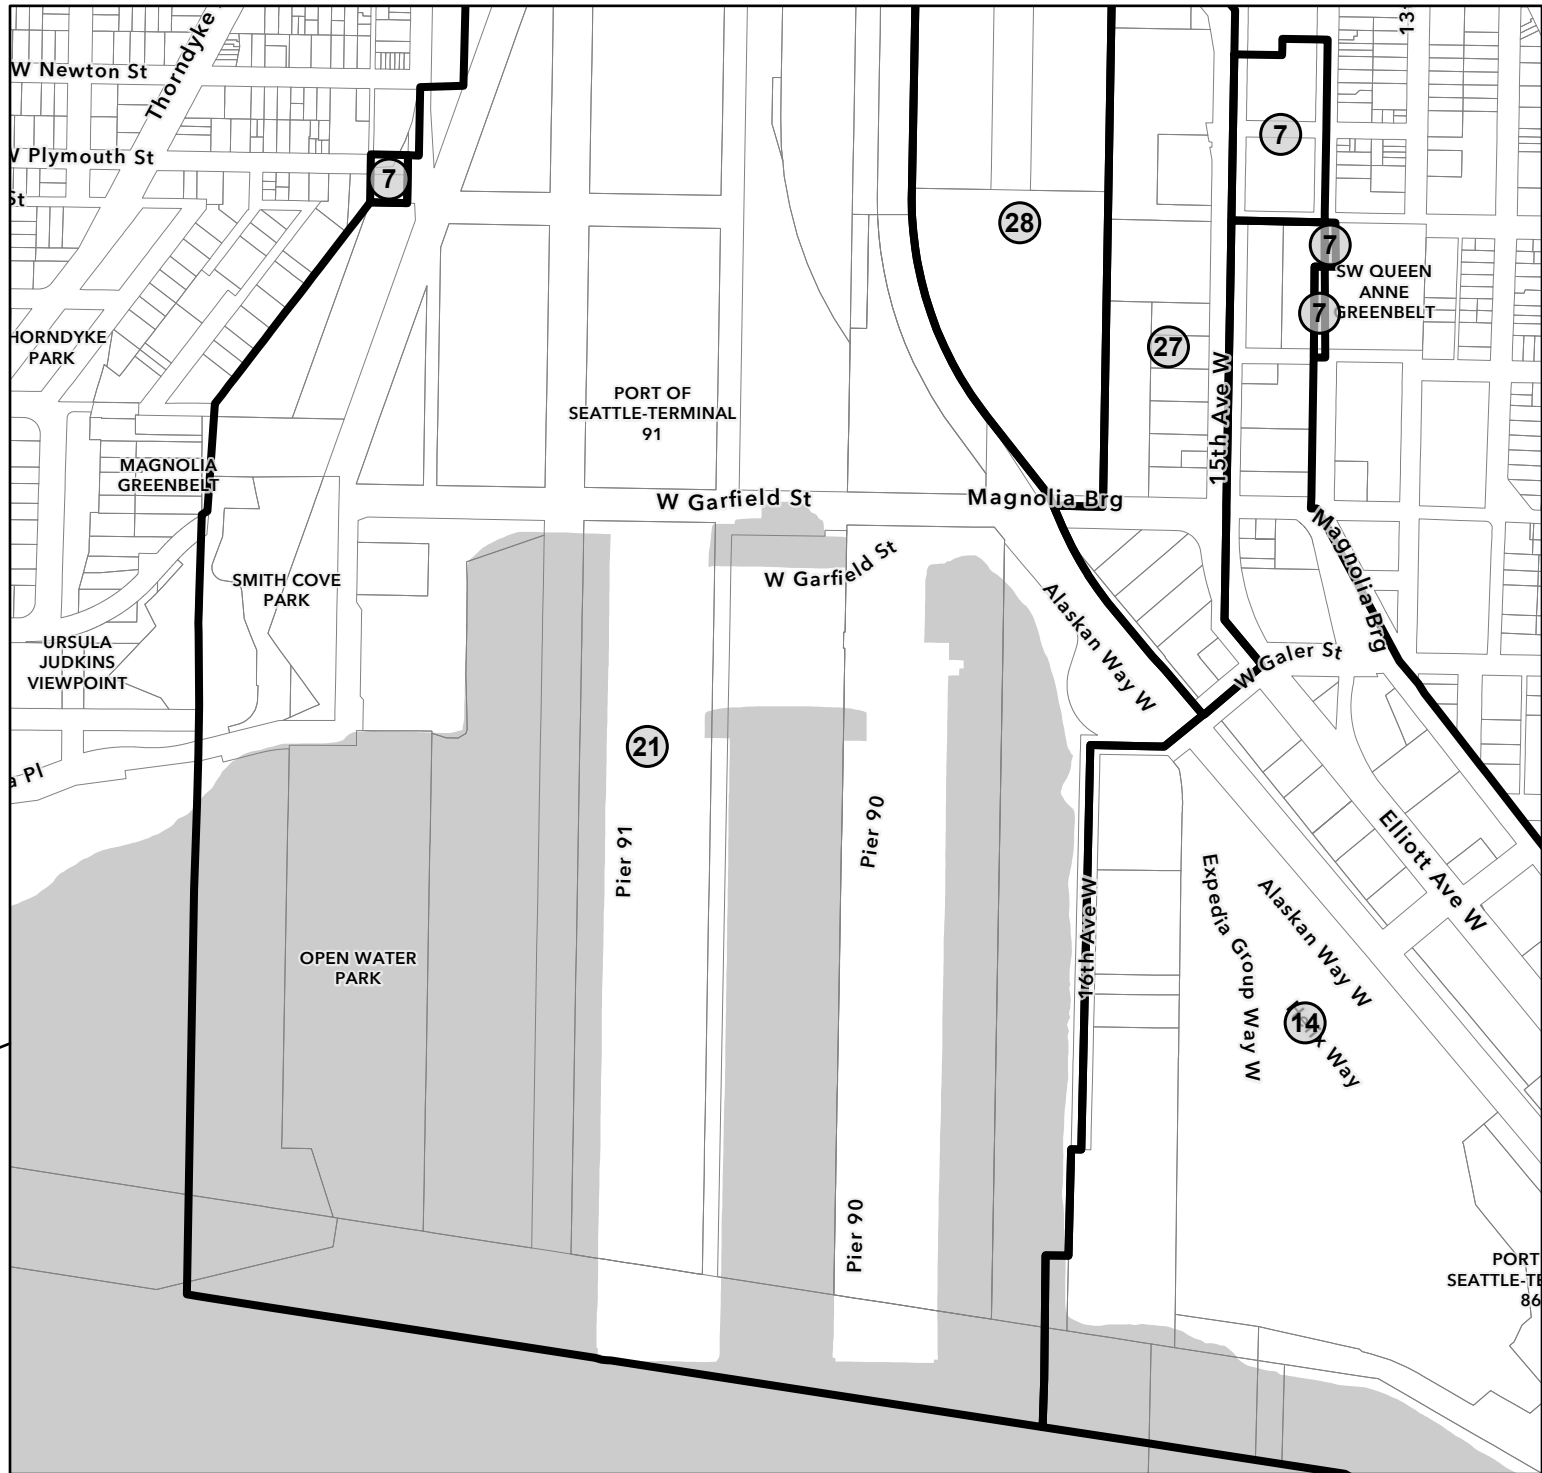 Thorndyke
13
W Newton St
W Plymouth St
St
7
7
28
7
SW QUEEN
ANNE
GREENBELT
7
27
HORNDYKE
PARK
PORT OF
SEATTLE-TERMINAL
91
15th Ave W
MAGNOLIA
GREENBELT
W Garfield St
Magnolia Brg
Magnolia Brg
W Garfield St
SMITH COVE
PARK
Alaskan Way W
W Galer St
URSULA
JUDKINS
VIEWPOINT
21
a Pl
Pier 91
Pier 90
Elliott Ave W
16th Ave W
Expedia Group Way W
Alaskan Way W
OPEN WATER
PARK
14
Way
Pier 90
PORT
SEATTLE-TE
86